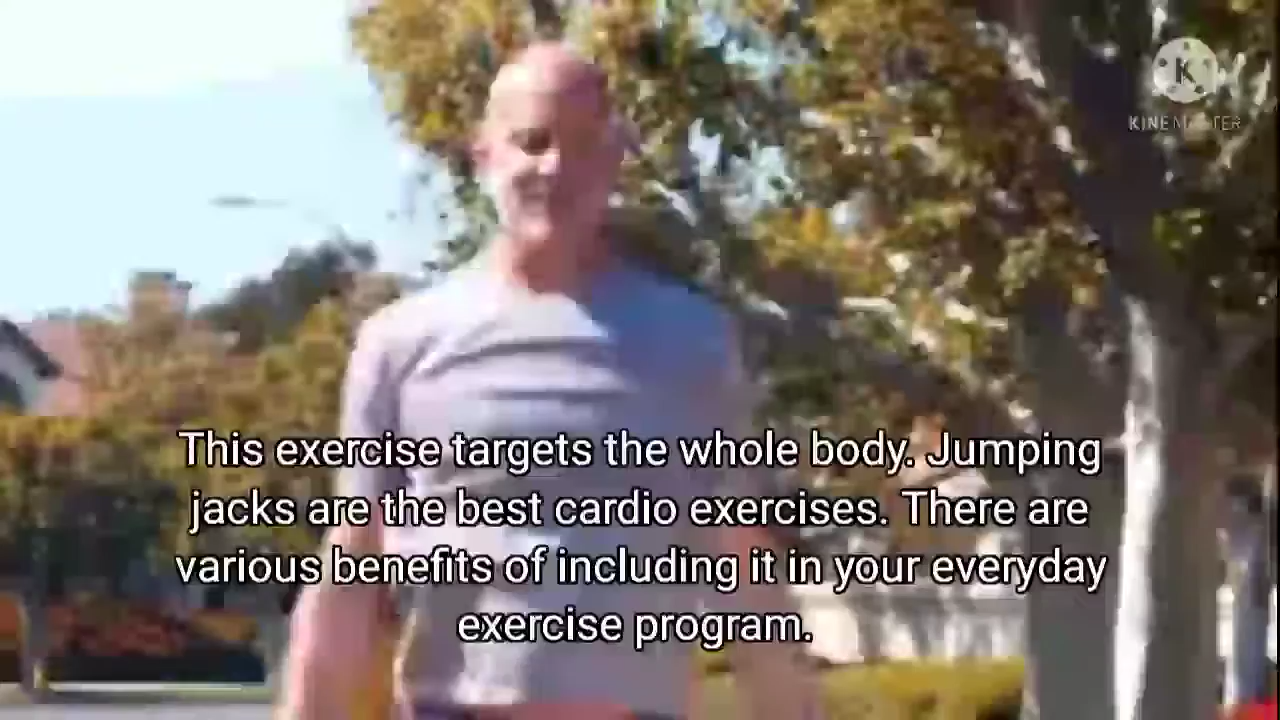 K
KINEMASTER
This exercise targets the whole body. Jumping
jacks are the best cardio exercises. There are
various benefits of including it in your everyday
exercise program.